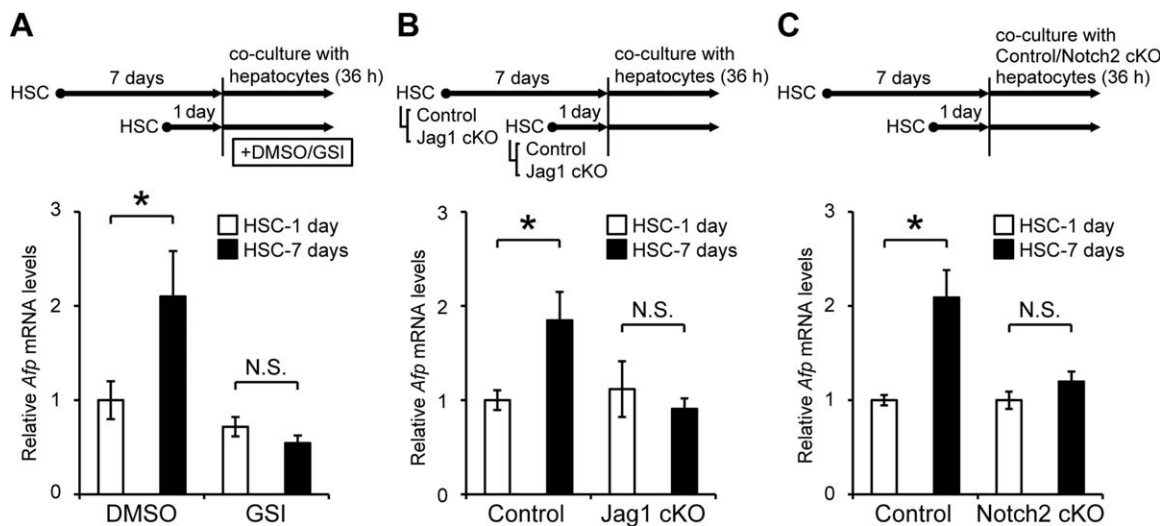 A
co-culture with
hepatocytes (36 h)
7 days
HSC
1 day
HSC
+DMSO/GSI
Relative Afp mRNA levels
3
2
1
0
*
N.S.
HSC-1 day
HSC-7 days
DMSO
GSI
B
co-culture with
hepatocytes (36 h)
7 days
HSC
Control
Jag1 cKO
1 day
HSC
Control
Jag1 cKO
Relative Afp mRNA levels
3
2
1
0
*
N.S.
HSC-1 day
HSC-7 days
Control
Jag1 cKO
C
co-culture with
Control/Notch2 cKO
hepatocytes (36 h)
7 days
HSC
1 day
HSC
Relative Afp mRNA levels
3
2
1
0
*
N.S.
HSC-1 day
HSC-7 days
Control
Notch2 cKO